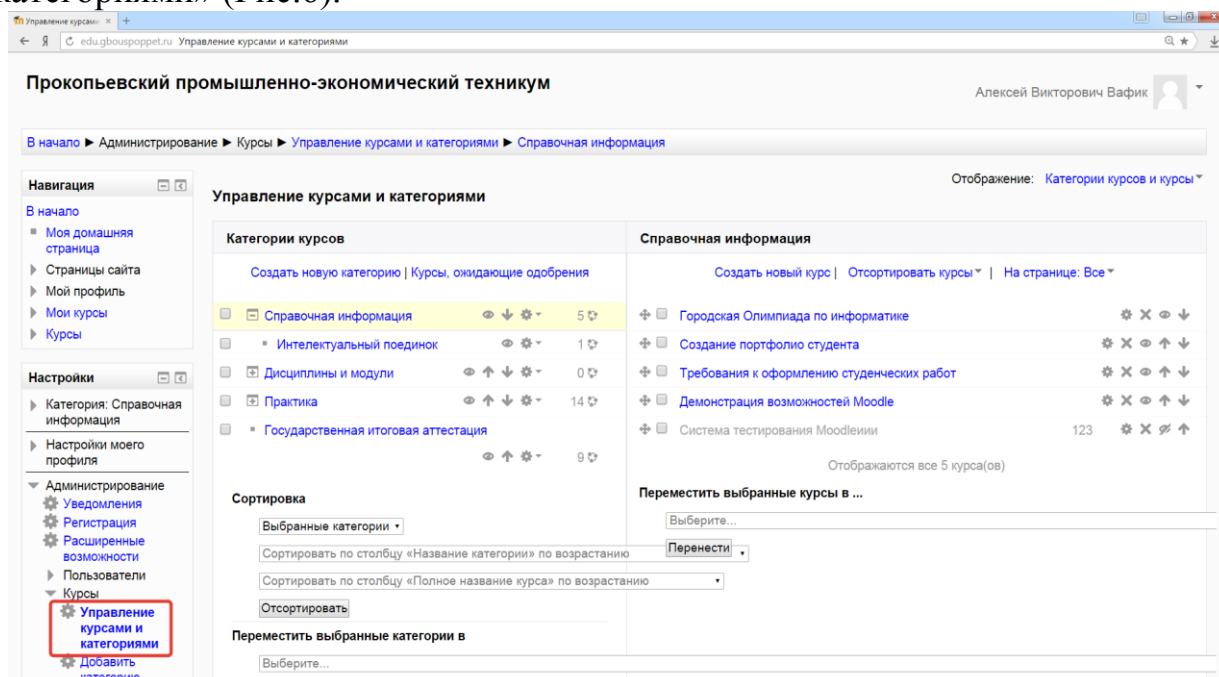 категориями» (Рис.6).
Управление курсами
edu.gbouspoppet.ru Управление курсами и категориями
Прокопьевский промышленно-экономический техникум
Алексей Викторович Вафик
В начало ► Администрирование ► Курсы ► Управление курсами и категориями ► Справочная информация
Навигация
В начало
Моя домашняя
страница
Страницы сайта
Мой профиль
Мои курсы
Курсы
Настройки
Категория: Справочная
информация
Настройки моего
профиля
Администрирование
Уведомления
Регистрация
Расширенные
возможности
Пользователи
Курсы
Управление
курсами и
категориями
Добавить
категорию
Отображение: Категории курсов и курсы
Управление курсами и категориями
Категории курсов
Создать новую категорию | Курсы, ожидающие одобрения
Справочная информация 5
Интелектуальный поединок 1
Дисциплины и модули 0
Практика 14
Государственная итоговая аттестация
9
Сортировка
Выбранные категории
Сортировать по столбцу «Название категории» по возрастанию
Сортировать по столбцу «Полное название курса» по возрастанию
Отсортировать
Переместить выбранные категории в
Выберите...
Справочная информация
Создать новый курс | Отсортировать курсы | На странице: Все
Городская Олимпиада по информатике
Создание портфолио студента
Требования к оформлению студенческих работ
Демонстрация возможностей Moodle
Система тестирования Moodleиии 123
Отображаются все 5 курса(ов)
Переместить выбранные курсы в ...
Выберите...
Перенести